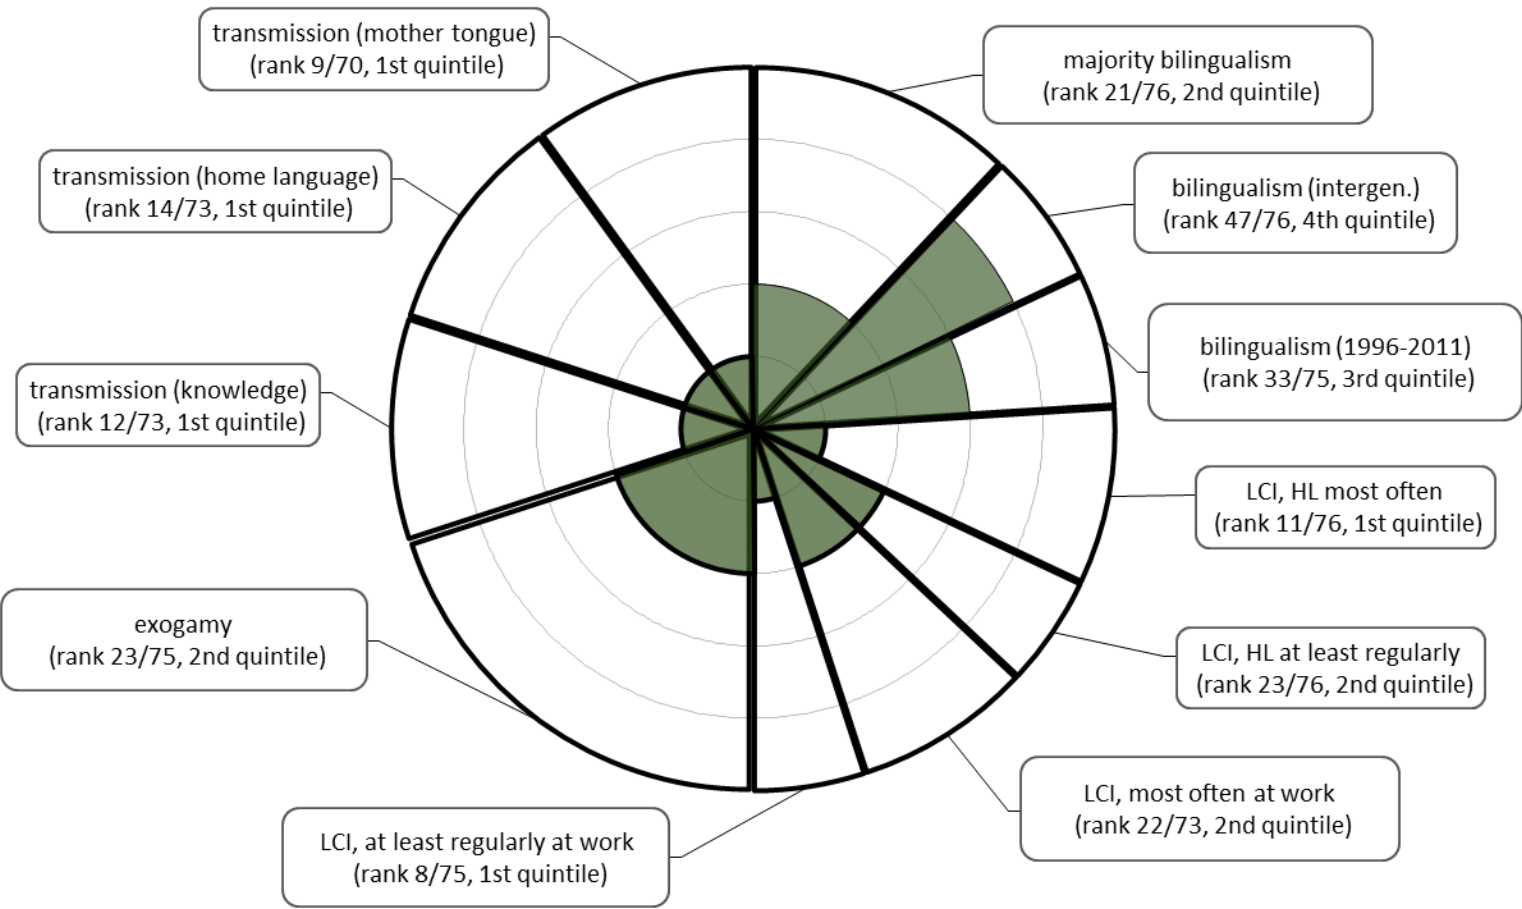 transmission (mother tongue)
(rank 9/70, 1st quintile)
majority bilingualism
(rank 21/76, 2nd quintile)
transmission (home language)
(rank 14/73, 1st quintile)
bilingualism (intergen.)
(rank 47/76, 4th quintile)
bilingualism (1996-2011)
(rank 33/75, 3rd quintile)
transmission (knowledge)
(rank 12/73, 1st quintile)
LCI, HL most often
(rank 11/76, 1st quintile)
exogamy
(rank 23/75, 2nd quintile)
LCI, HL at least regularly
(rank 23/76, 2nd quintile)
LCI, most often at work
(rank 22/73, 2nd quintile)
LCI, at least regularly at work
(rank 8/75, 1st quintile)